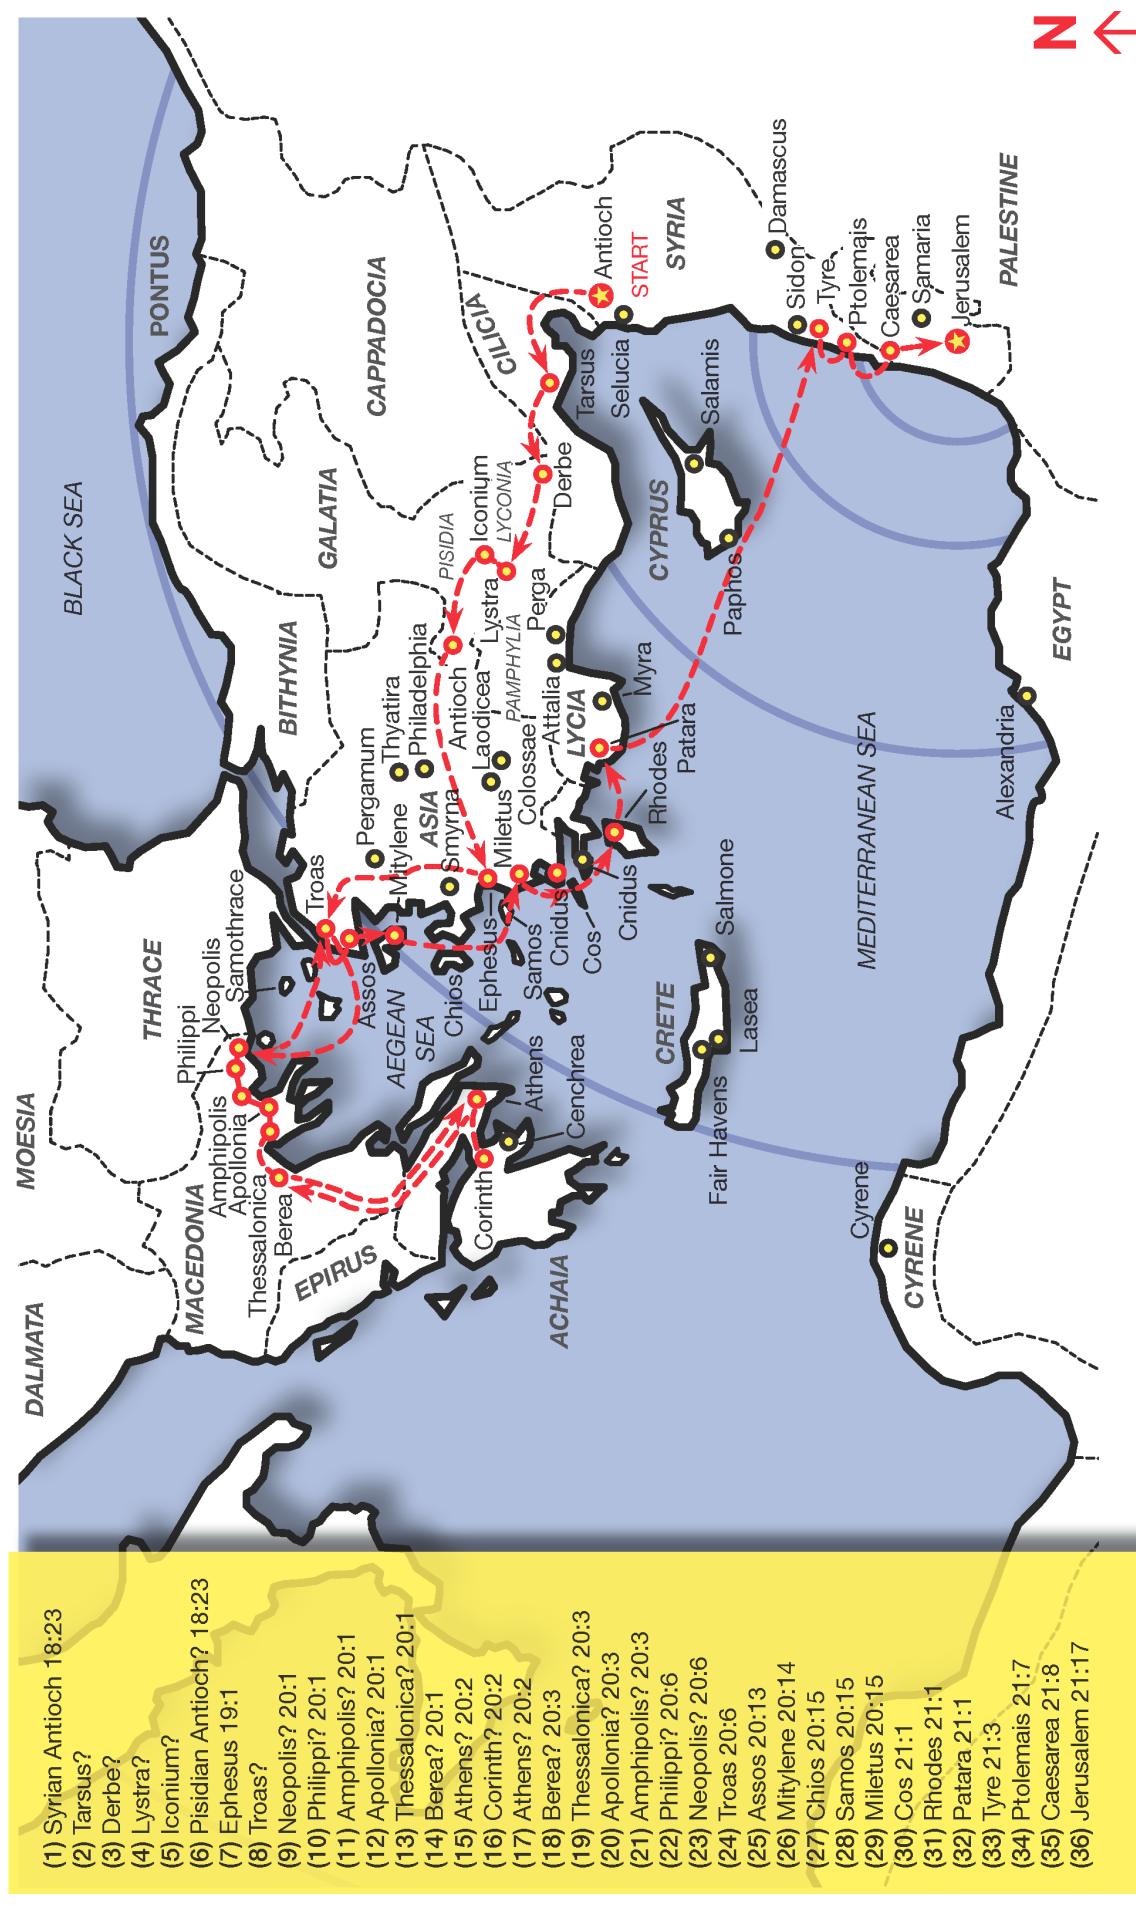 (1) Syrian Antioch 18:23
(2) Tarsus?
(3) Derbe?
(4) Lystra?
(5) Iconium?
(6) Pisidian Antioch? 18:23
(7) Ephesus 19:1
(8) Troas?
(9) Neopolis? 20:1
(10) Philippi? 20:1
(11) Amphipolis? 20:1
(12) Apollonia? 20:1
(13) Thessalonica? 20:1
(14) Berea? 20:1
(15) Athens? 20:2
(16) Corinth? 20:2
(17) Athens? 20:2
(18) Berea? 20:3
(19) Thessalonica? 20:3
(20) Apollonia? 20:3
(21) Amphipolis? 20:3
(22) Philippi? 20:6
(23) Neopolis? 20:6
(24) Troas 20:6
(25) Assos 20:13
(26) Mitylene 20:14
(27) Chios 20:15
(28) Samos 20:15
(29) Miletus 20:15
(30) Cos 21:1
(31) Rhodes 21:1
(32) Patara 21:1
(33) Tyre 21:3
(34) Ptolemais 21:7
(35) Caesarea 21:8
(36) Jerusalem 21:17
DALMATA
MOESIA
BLACK SEA
THRACE
MACEDONIA
PONTUS
BITHYNIA
GALATIA
CAPPADOCIA
Philippi
Neopolis
Samothrace
Amphipolis
Apollonia
Thessalonica
Berea
EPIRUS
Troas
Assos
AEGEAN
SEA
Pergamum
Thyatira
Philadelphia
Mitylene
ASIA
Smyrna
Chios
Antioch
Laodicea
Colossae
PISIDIA
Iconium
LYCONIA
Lystra
PAMPHYLIA
Perga
Attalia
Derbe
CILICIA
Tarsus
Selucia
Antioch
START
SYRIA
Corinth
Athens
Cenchrea
ACHAIA
Ephesus
Miletus
Samos
Cnidus
Cos
Cnidus
LYCIA
Myra
Rhodes
Patara
CYPRUS
Salamis
Paphos
CRETE
Salmone
Lasea
Fair Havens
Damascus
Sidon
Tyre
Ptolemais
Caesarea
Samaria
Jerusalem
PALESTINE
MEDITERRANEAN SEA
Cyrene
CYRENE
Alexandria
EGYPT
N